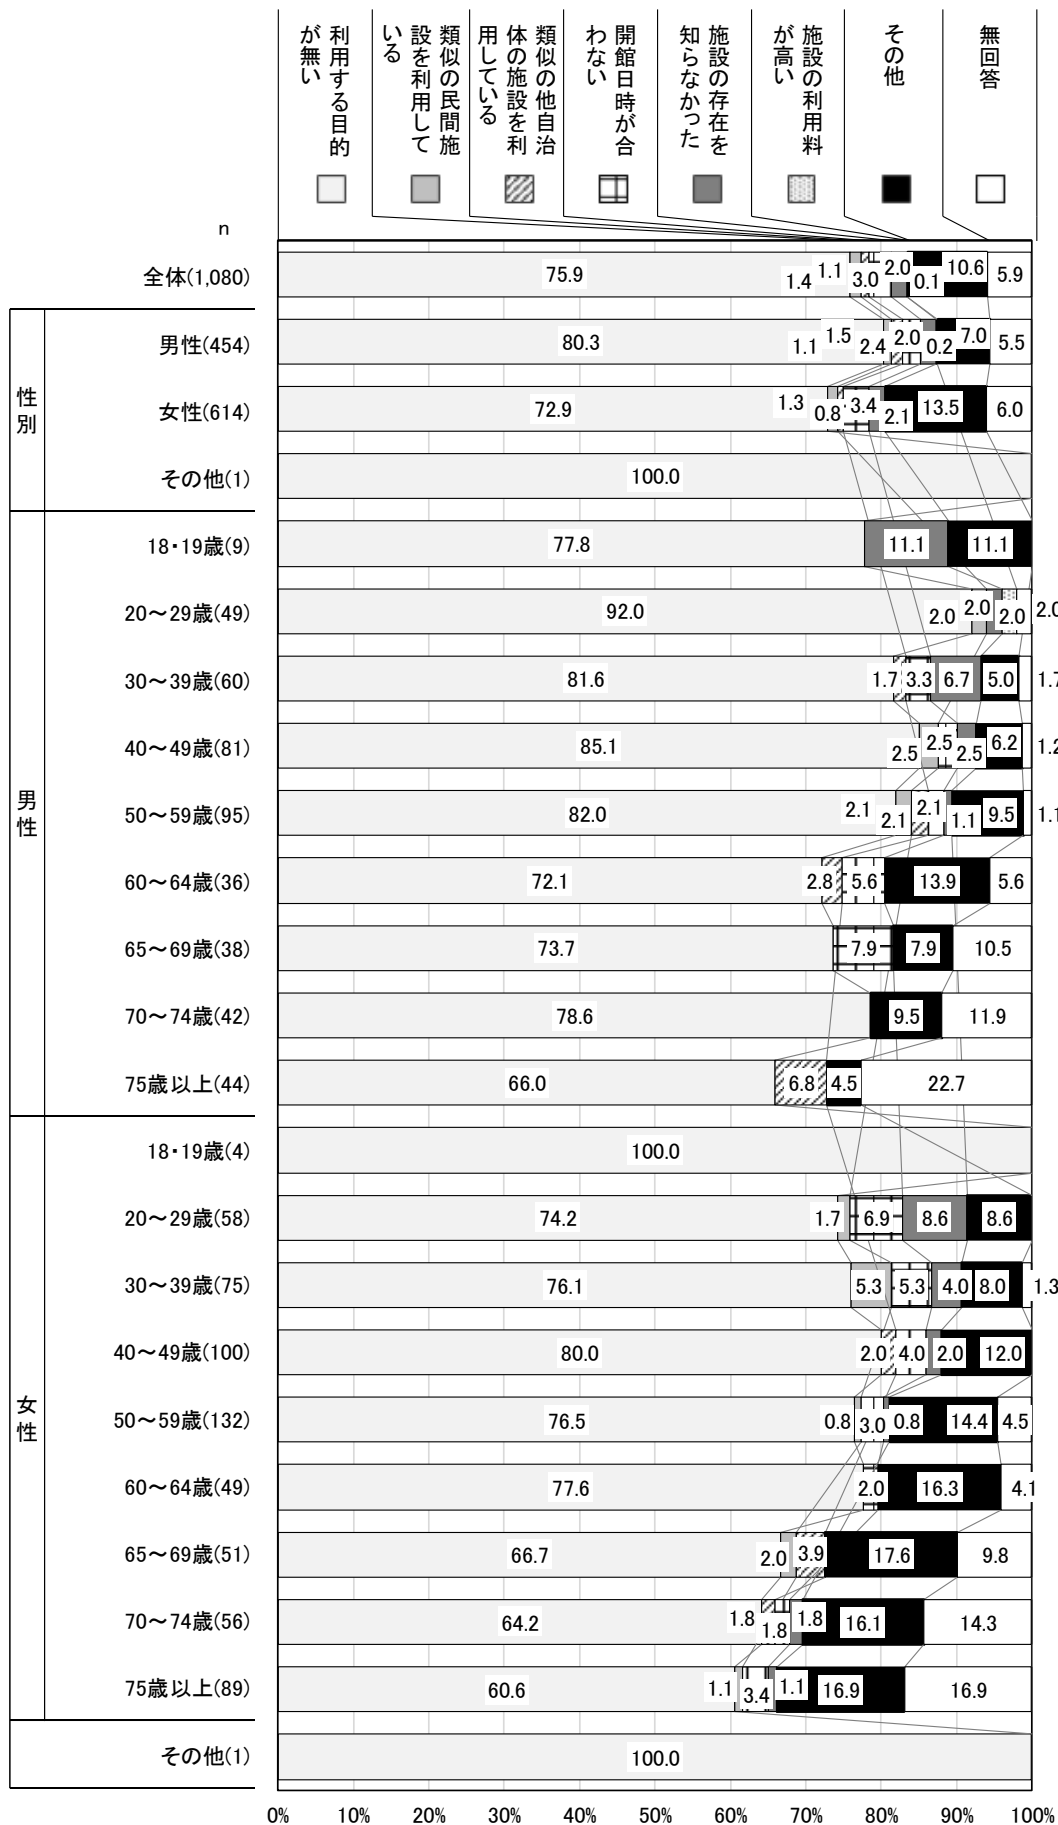 利用する目的
が無い
類似の民間施
設を利用して
いる
類似の他自治
体の施設を利
用している
開館日時が合
わない
施設の存在を
知らなかった
施設の利用料
が高い
その他
無回答
n
全体(1,080) 75.9 1.4 1.1 3.0 2.0 0.1 10.6 5.9
性別
男性(454) 80.3 1.1 1.5 2.4 2.0 0.2 7.0 5.5
女性(614) 72.9 1.3 0.8 3.4 2.1 13.5 6.0
その他(1) 100.0
男性
18・19歳(9) 77.8 11.1 11.1
20～29歳(49) 92.0 2.0 2.0 2.0 2.0
30～39歳(60) 81.6 1.7 3.3 6.7 5.0 1.7
40～49歳(81) 85.1 2.5 2.5 2.5 6.2 1.2
50～59歳(95) 82.0 2.1 2.1 2.1 1.1 9.5 1.1
60～64歳(36) 72.1 2.8 5.6 13.9 5.6
65～69歳(38) 73.7 7.9 7.9 10.5
70～74歳(42) 78.6 9.5 11.9
75歳以上(44) 66.0 6.8 4.5 22.7
女性
18・19歳(4) 100.0
20～29歳(58) 74.2 1.7 6.9 8.6 8.6
30～39歳(75) 76.1 5.3 5.3 4.0 8.0 1.3
40～49歳(100) 80.0 2.0 4.0 2.0 12.0
50～59歳(132) 76.5 0.8 3.0 0.8 14.4 4.5
60～64歳(49) 77.6 2.0 16.3 4.1
65～69歳(51) 66.7 2.0 3.9 17.6 9.8
70～74歳(56) 64.2 1.8 1.8 1.8 16.1 14.3
75歳以上(89) 60.6 1.1 3.4 1.1 16.9 16.9
その他(1) 100.0
0% 10% 20% 30% 40% 50% 60% 70% 80% 90% 100%